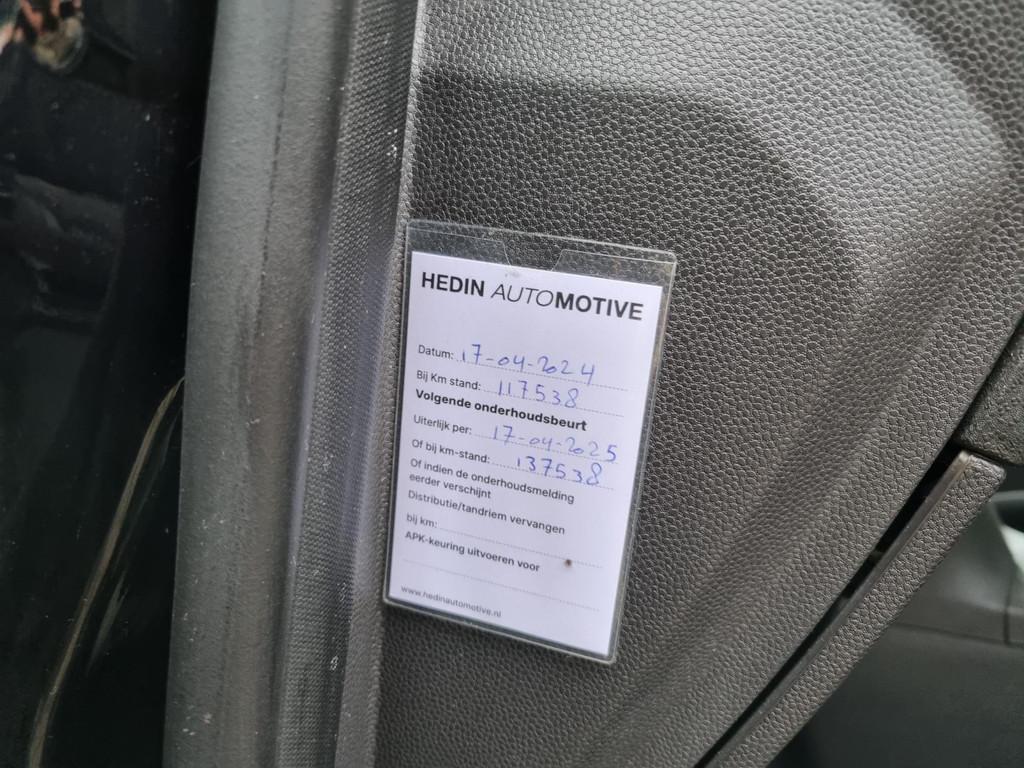 HEDIN AUTOMOTIVE
Datum: 17-04-2024
Bij Km stand: 117538
Volgende onderhoudsbeurt
Uiterlijk per: 17-04-2025
Of bij km-stand: 137538
Of indien de onderhoudsmelding
eerder verschijnt
Distributie/tandriem vervangen
bij km:
APK-keuring uitvoeren voor
www.hedinautomotive.nl